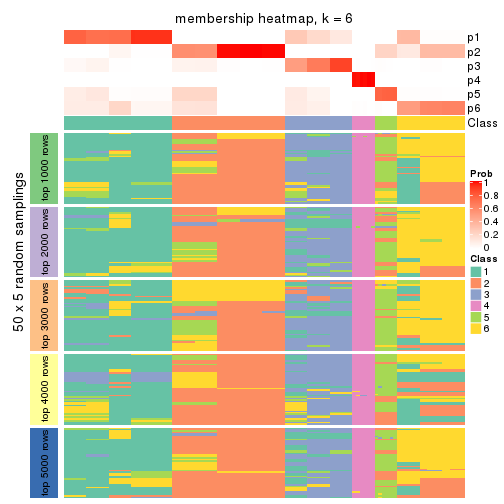 membership heatmap, k = 6
p1
p2
p3
p4
p5
p6
Class
50 x 5 random samplings
top 1000 rows
top 2000 rows
top 3000 rows
top 4000 rows
top 5000 rows
Prob
1
0.8
0.6
0.4
0.2
0
Class
1
2
3
4
5
6